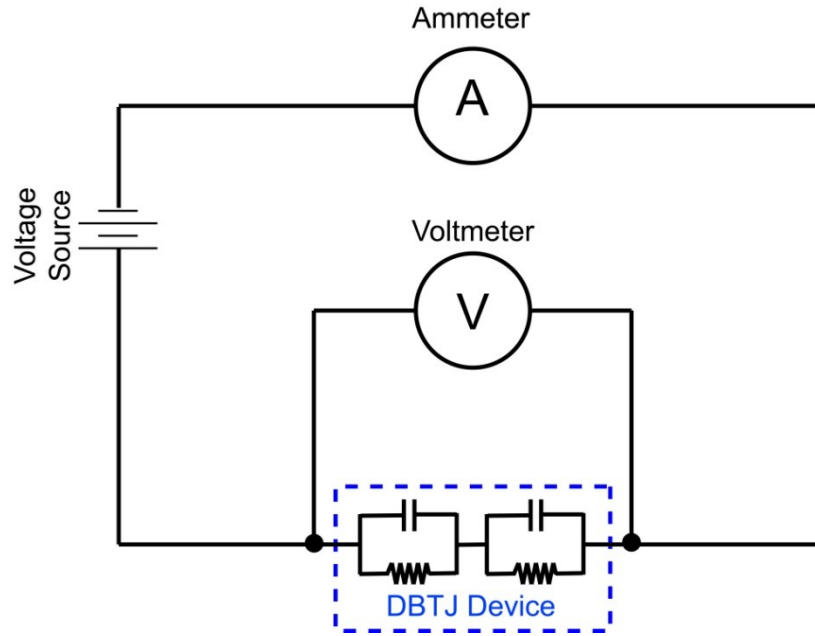 Ammeter
A
Voltage
Source
Voltmeter
V
DBTJ Device